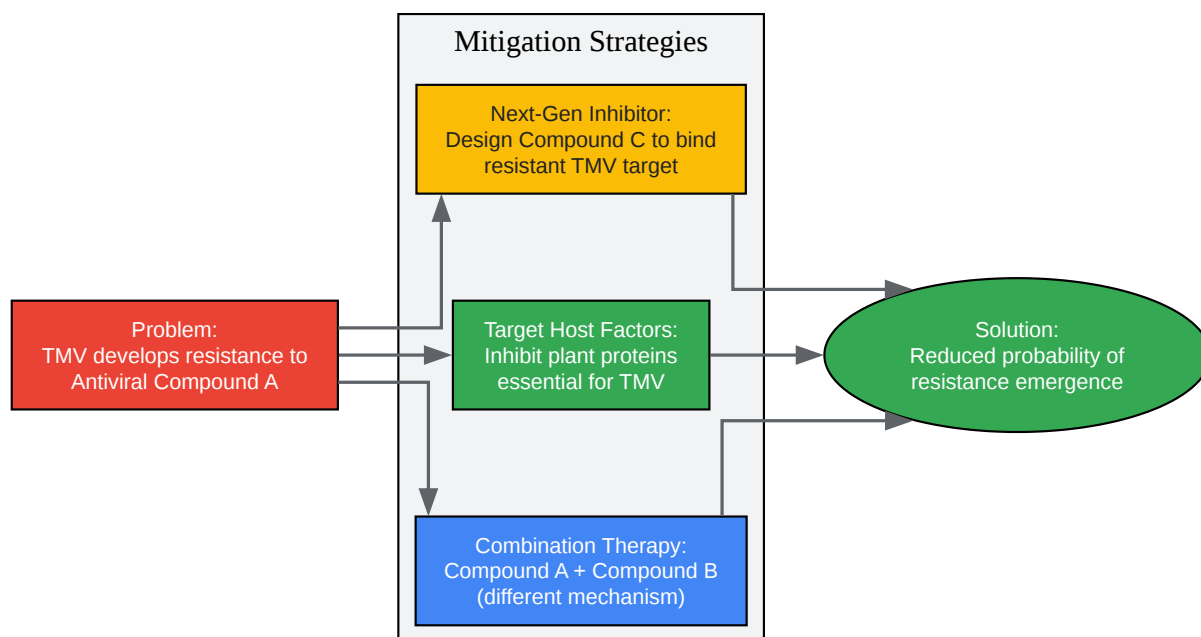 Mitigation Strategies
Next-Gen Inhibitor:
Design Compound C to bind
resistant TMV target
Problem:
TMV develops resistance to
Antiviral Compound A
Target Host Factors:
Inhibit plant proteins
essential for TMV
Solution:
Reduced probability of
resistance emergence
Combination Therapy:
Compound A + Compound B
(different mechanism)